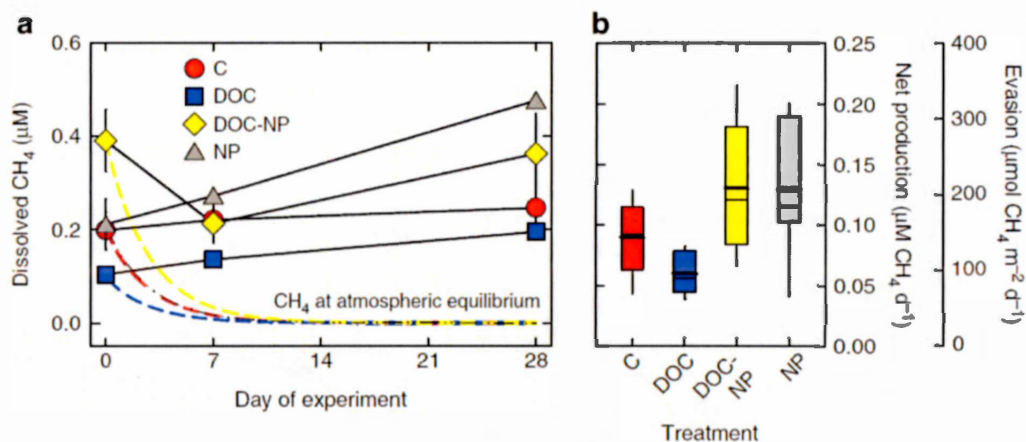 a
0.6
0.4
0.2
0.0
Dissolved CH₄ (µM)
C
DOC
DOC-NP
NP
CH₄ at atmospheric equilibrium
0
7
14
21
28
Day of experiment
b
0.25
0.20
0.15
0.10
0.05
0.00
Net production (µM CH₄ d⁻¹)
400
300
200
100
0
Evasion (µmol CH₄ m⁻² d⁻¹)
C
DOC
DOC-
NP
NP
Treatment